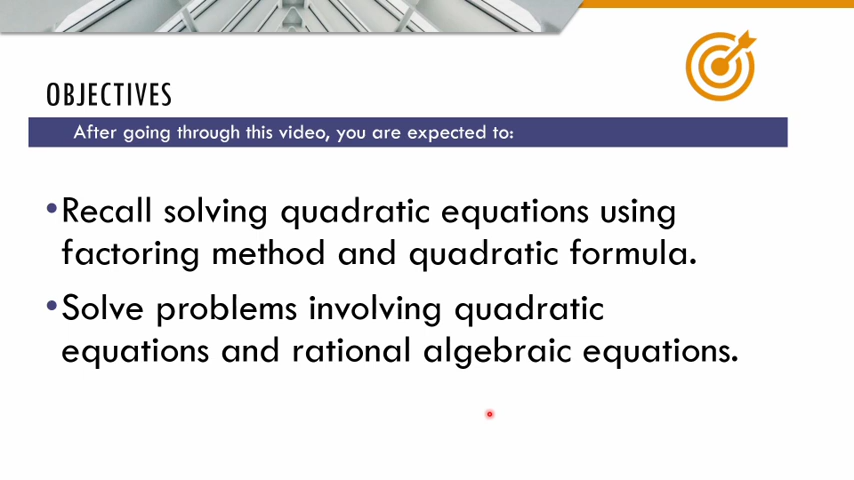 OBJECTIVES
After going through this video, you are expected to:
•Recall solving quadratic equations using
factoring method and quadratic formula.
•Solve problems involving quadratic
equations and rational algebraic equations.